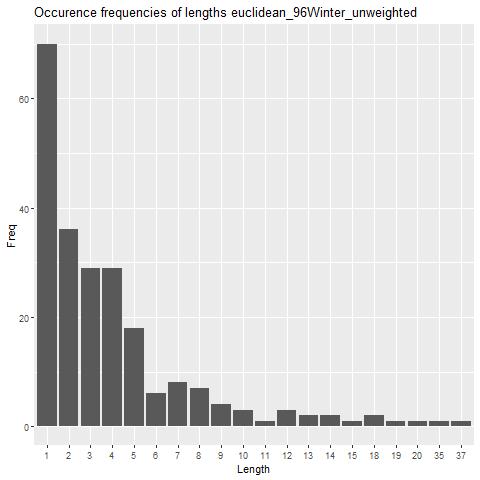 Occurence frequencies of lengths euclidean_96Winter_unweighted
60
40
20
0
Freq
1 2 3 4 5 6 7 8 9 10 11 12 13 14 15 18 19 20 35 37
Length